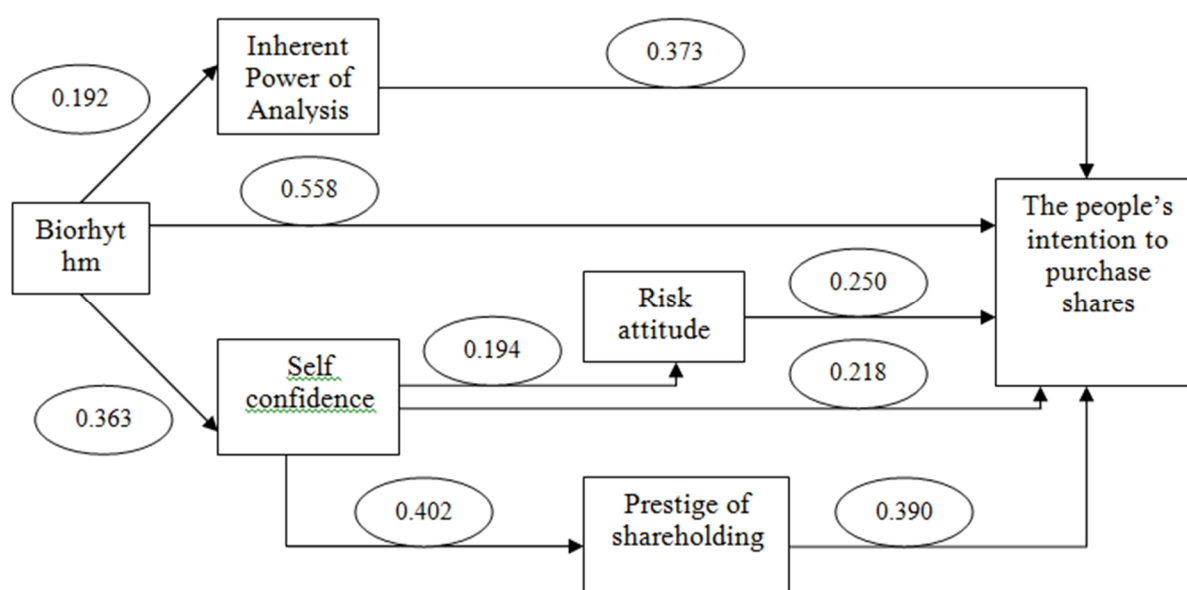 Inherent
Power of
Analysis
0.373
0.192
0.558
Biorhyt
hm
The people's
intention to
purchase
shares
Risk
attitude
0.250
0.194
Self
confidence
0.218
0.363
0.402
Prestige of
shareholding
0.390